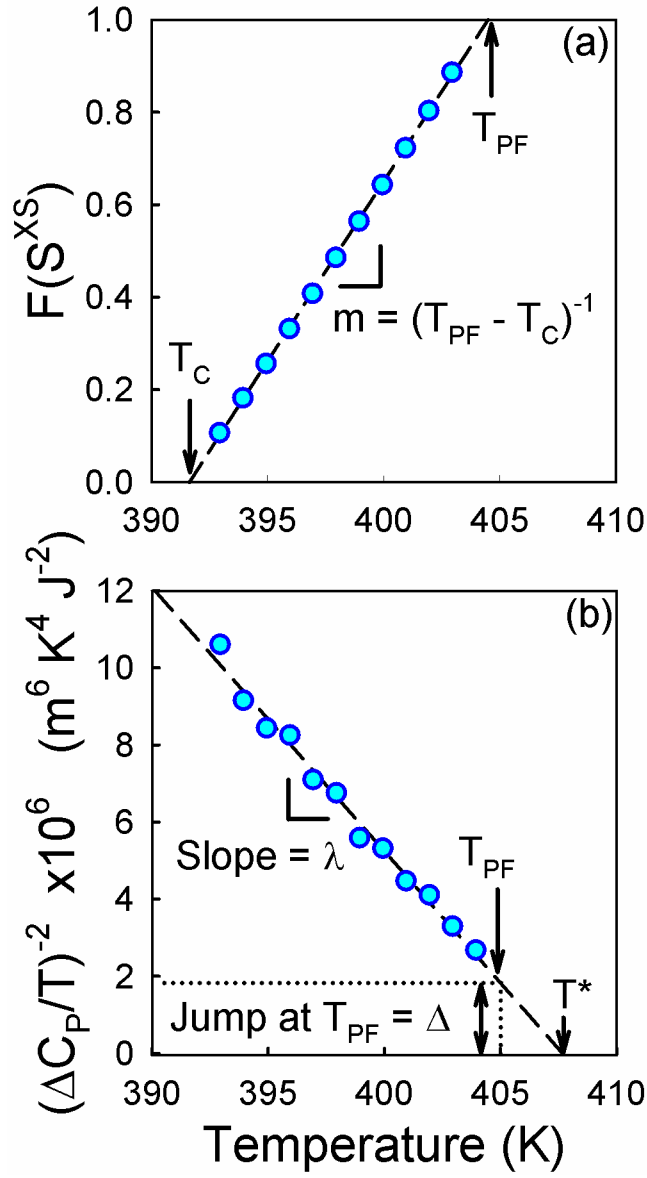 (a)
F(S^XS)
1.0
0.8
0.6
0.4
0.2
0.0
T_PF
m = (T_PF - T_C)^-1
T_C
390 395 400 405 410
(b)
(ΔC_P/T)^-2 x10^6 (m^6 K^4 J^-2)
12
10
8
6
4
2
0
Slope = λ
T_PF
T*
Jump at T_PF = Δ
390 395 400 405 410
Temperature (K)